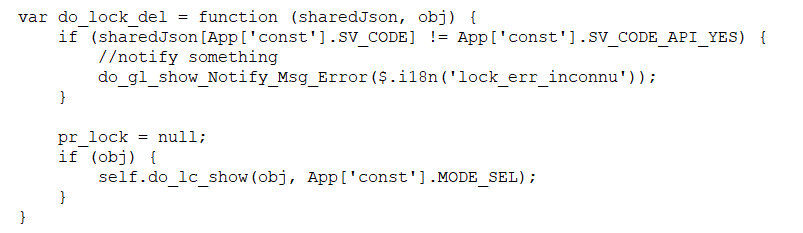 var do_lock_del = function (sharedJson, obj) {
    if (sharedJson[App['const'].SV_CODE] != App['const'].SV_CODE_API_YES) {
        //notify something
        do_gl_show_Notify_Msg_Error($.i18n('lock_err_inconnu'));
    }

    pr_lock = null;
    if (obj) {
        self.do_lc_show(obj, App['const'].MODE_SEL);
    }
}